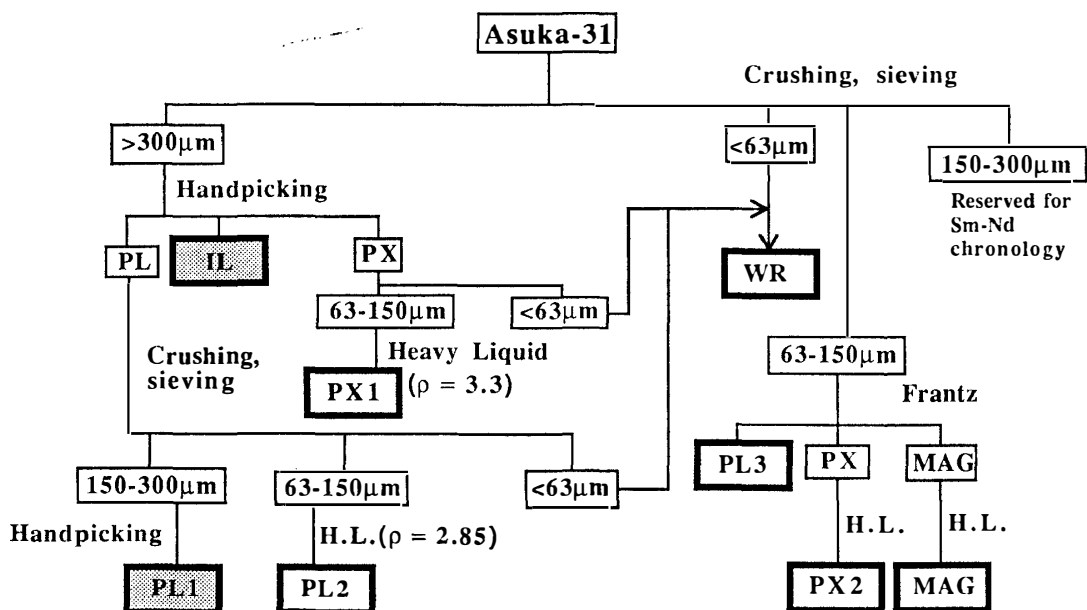 Asuka-31
Crushing, sieving
>300μm
<63μm
150-300μm
Reserved for
Sm-Nd
chronology
Handpicking
PL
IL
PX
WR
63-150μm
<63μm
Crushing,
sieving
Heavy Liquid
(ρ = 3.3)
PX1
63-150μm
Frantz
150-300μm
63-150μm
<63μm
PL3
PX
MAG
Handpicking
H.L.(ρ = 2.85)
H.L.
H.L.
PL1
PL2
PX2
MAG